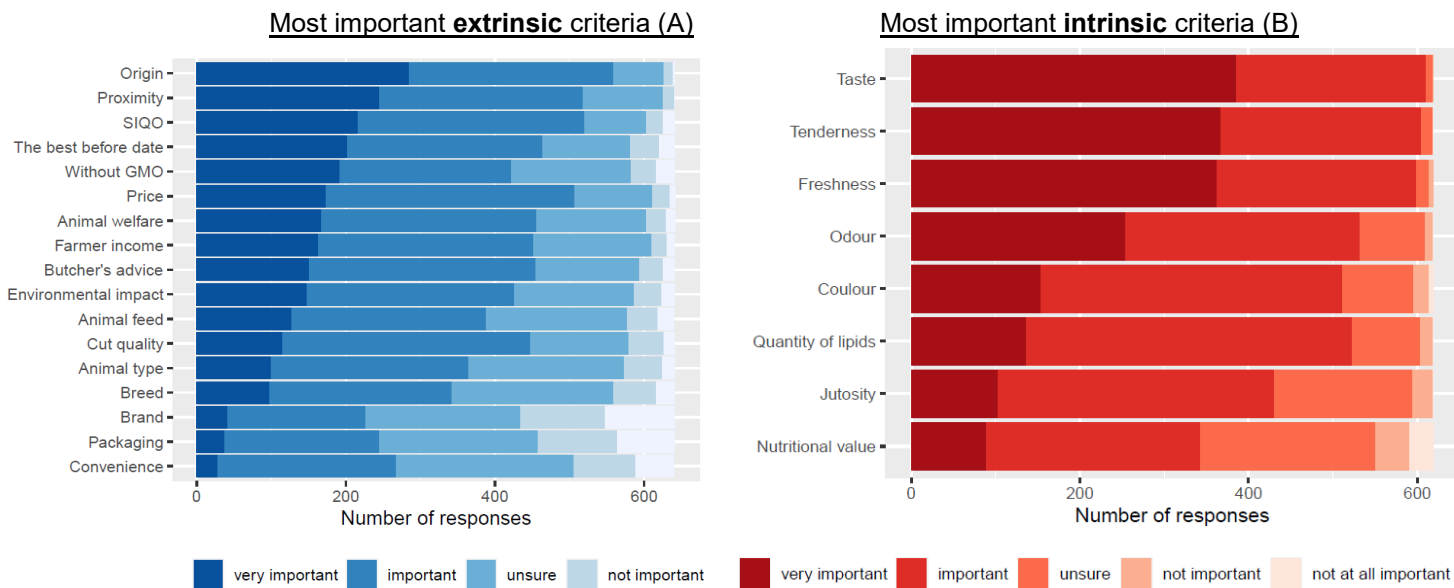 Most important extrinsic criteria (A)
Origin
Proximity
SIQO
The best before date
Without GMO
Price
Animal welfare
Farmer income
Butcher's advice
Environmental impact
Animal feed
Cut quality
Animal type
Breed
Brand
Packaging
Convenience
0 200 400 600
Number of responses
very important important unsure not important
Most important intrinsic criteria (B)
Taste
Tenderness
Freshness
Odour
Coulour
Quantity of lipids
Jutosity
Nutritional value
0 200 400 600
Number of responses
very important important unsure not important not at all important